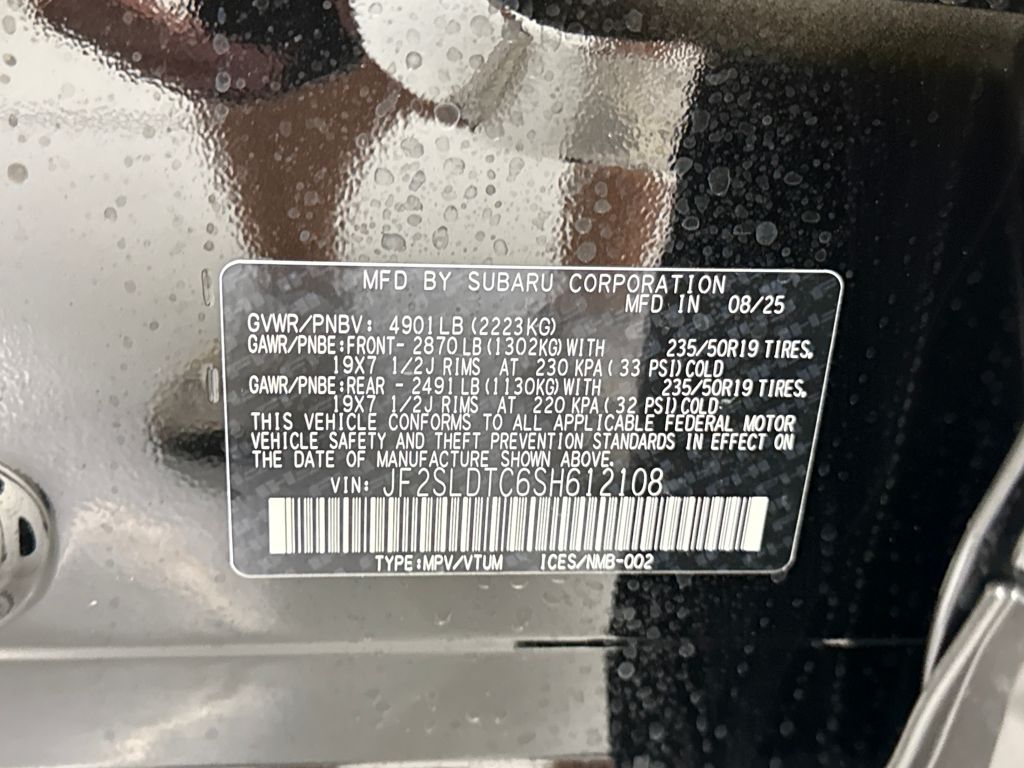 MFD BY SUBARU CORPORATION
MFD IN 08/25
GVWR/PNBV: 4901LB(2223KG)
GAWR/PNBE:FRONT- 2870LB(1302KG)WITH 235/50R19 TIRES,
19X7 1/2J RIMS AT 230 KPA(33 PSI)COLD
GAWR/PNBE:REAR - 2491LB(1130KG)WITH 235/50R19 TIRES,
19X7 1/2J RIMS AT 220 KPA(32 PSI)COLD.
THIS VEHICLE CONFORMS TO ALL APPLICABLE FEDERAL MOTOR
VEHICLE SAFETY AND THEFT PREVENTION STANDARDS IN EFFECT ON
THE DATE OF MANUFACTURE SHOWN ABOVE.
VIN: JF2SLDTC6SH612108
TYPE:MPV/VTUM ICES/NMB-002